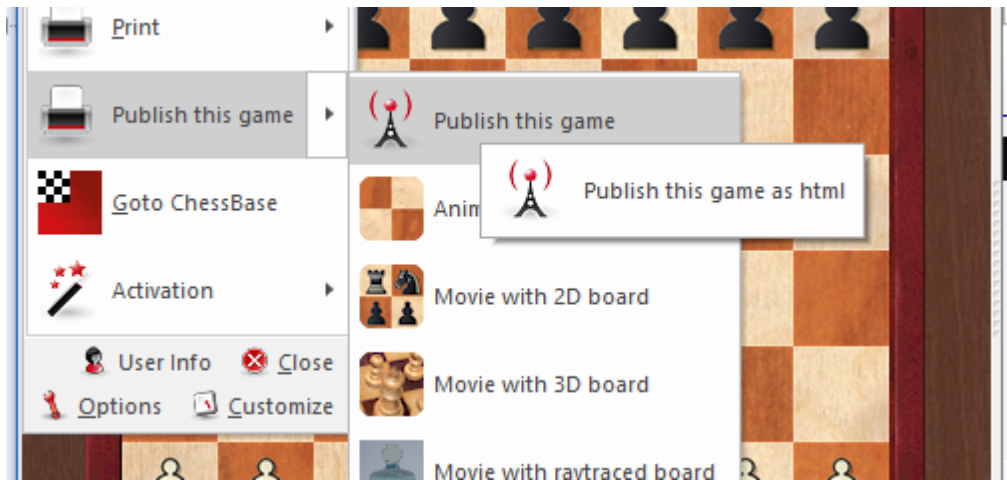 Print
Publish this game
Goto ChessBase
Activation
User Info
Close
Options
Customize
Publish this game
Publish this game as html
Anim
Movie with 2D board
Movie with 3D board
Movie with raytraced board